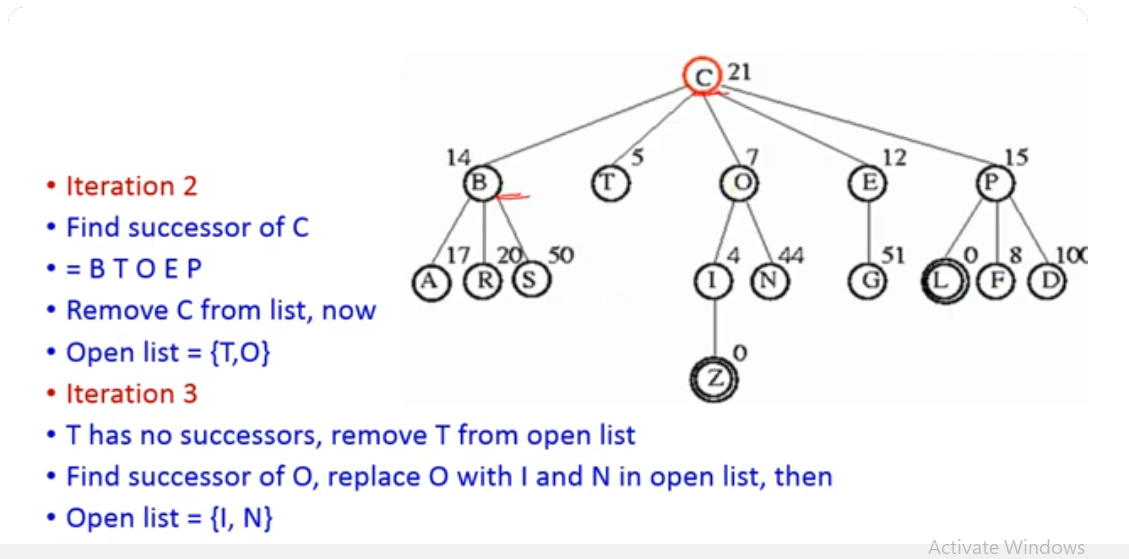 C 21
14 5 7 12 15
B T O E P
• Iteration 2
• Find successor of C
17 20 50 4 44 51 0 8 100
• = B T O E P
A R S I N G L F D
• Remove C from list, now
• Open list = {T,O}
0
Z
• Iteration 3
• T has no successors, remove T from open list
• Find successor of O, replace O with I and N in open list, then
• Open list = {I, N}
Activate Windows